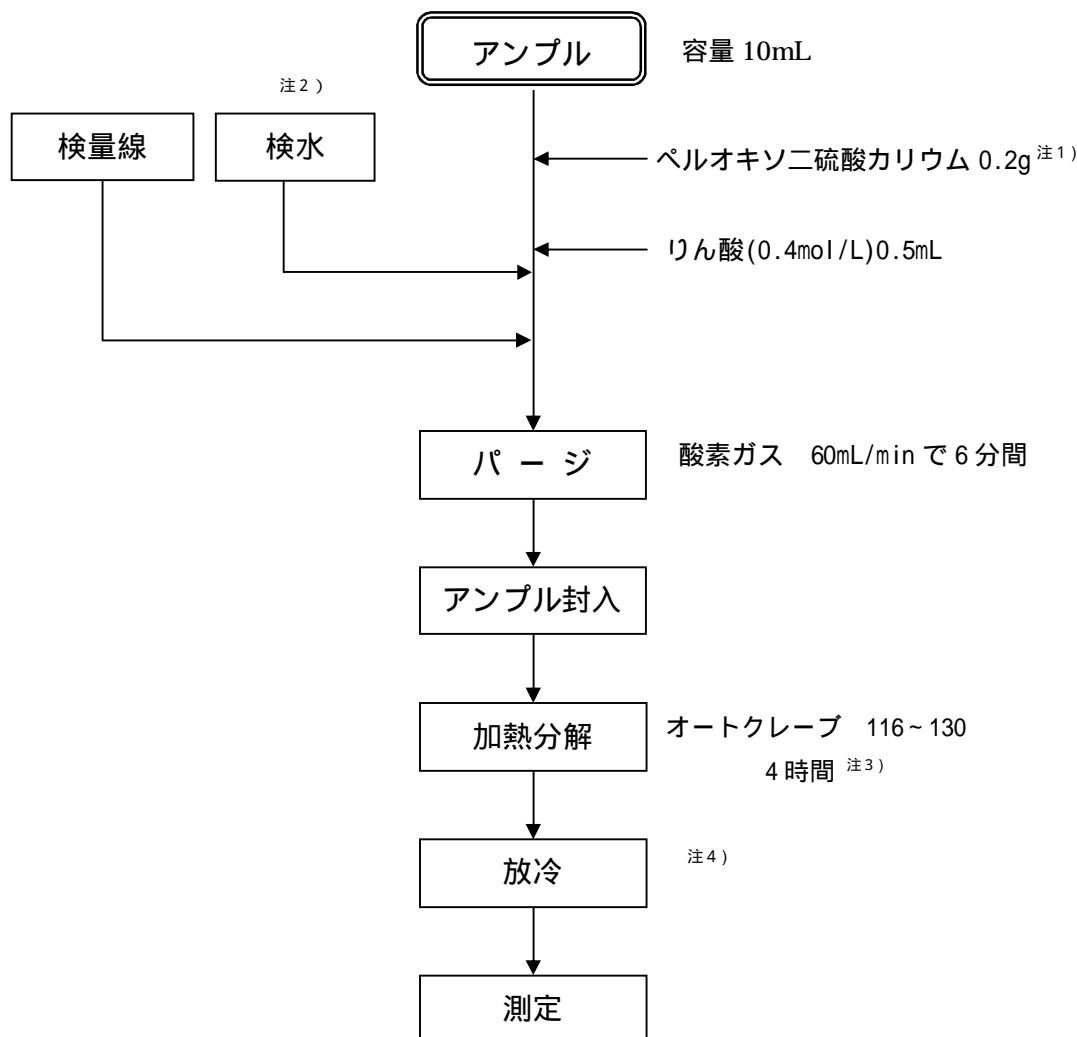 アンプル 容量 10mL
注2)
検量線 検水
ペルオキソ二硫酸カリウム 0.2g 注1)
りん酸(0.4mol/L)0.5mL
パージ 酸素ガス 60mL/min で 6 分間
アンプル封入
加熱分解 オートクレーブ 116~130
4 時間 注3)
放冷 注4)
測定